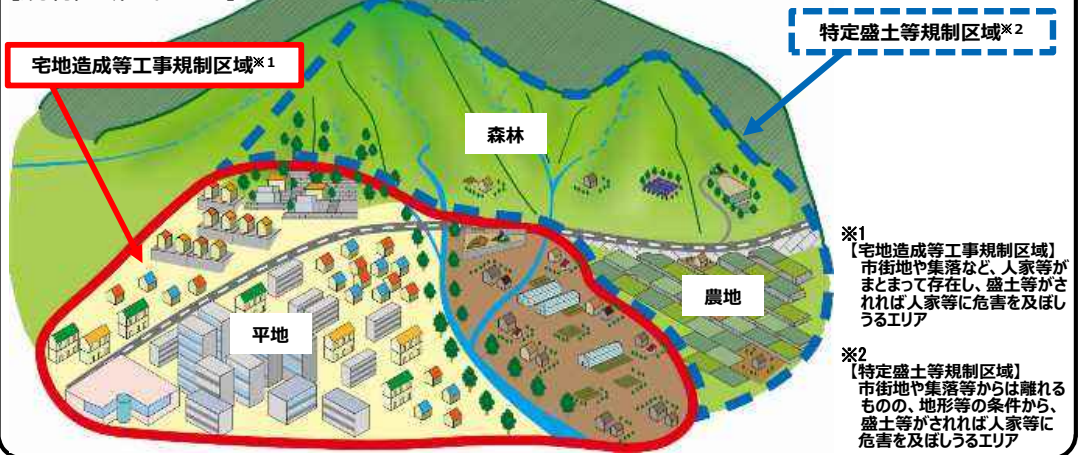 宅地造成等工事規制区域※1
特定盛土等規制区域※2
森林
農地
平地
※1
【宅地造成等工事規制区域】
市街地や集落など、人家等が
まとまって存在し、盛土等がさ
れれば人家等に危害を及ぼし
うるエリア
※2
【特定盛土等規制区域】
市街地や集落等からは離れる
ものの、地形等の条件から、
盛土等がされれば人家等に
危害を及ぼしうるエリア